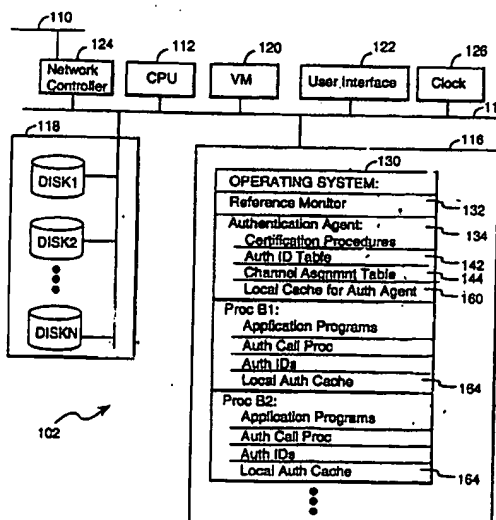 110
124
112
120
122
126
Network
Controller
CPU
VM
User Interface
Clock
11
118
116
130
DISK1
DISK2
DISKN
OPERATING SYSTEM:
Reference Monitor
132
Authentication Agent:
134
Certification Procedures
Auth ID Table
142
Channel Asgnmnt Table
144
Local Cache for Auth Agent
160
Proc B1:
Application Programs
Auth Call Proc
Auth IDs
Local Auth Cache
164
Proc B2:
Application Programs
Auth Call Proc
Auth IDs
Local Auth Cache
164
102